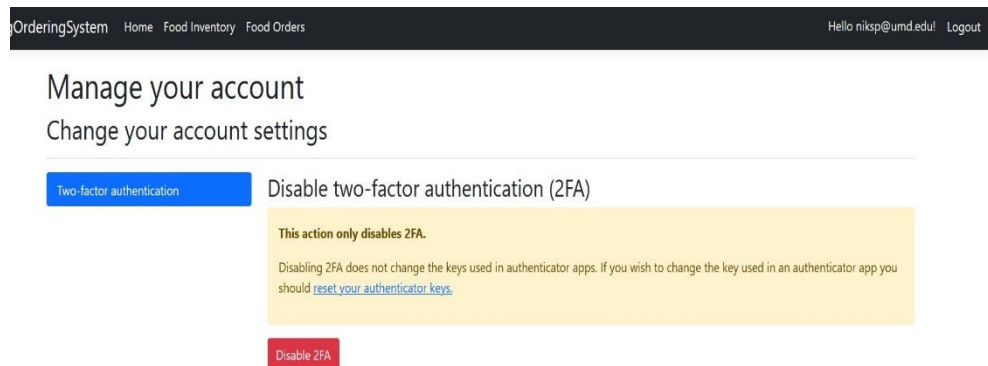 gOrderingSystem Home Food Inventory Food Orders Hello niksp@umd.edu! Logout
Manage your account
Change your account settings
Two-factor authentication
Disable two-factor authentication (2FA)
This action only disables 2FA.
Disabling 2FA does not change the keys used in authenticator apps. If you wish to change the key used in an authenticator app you
should reset your authenticator keys.
Disable 2FA